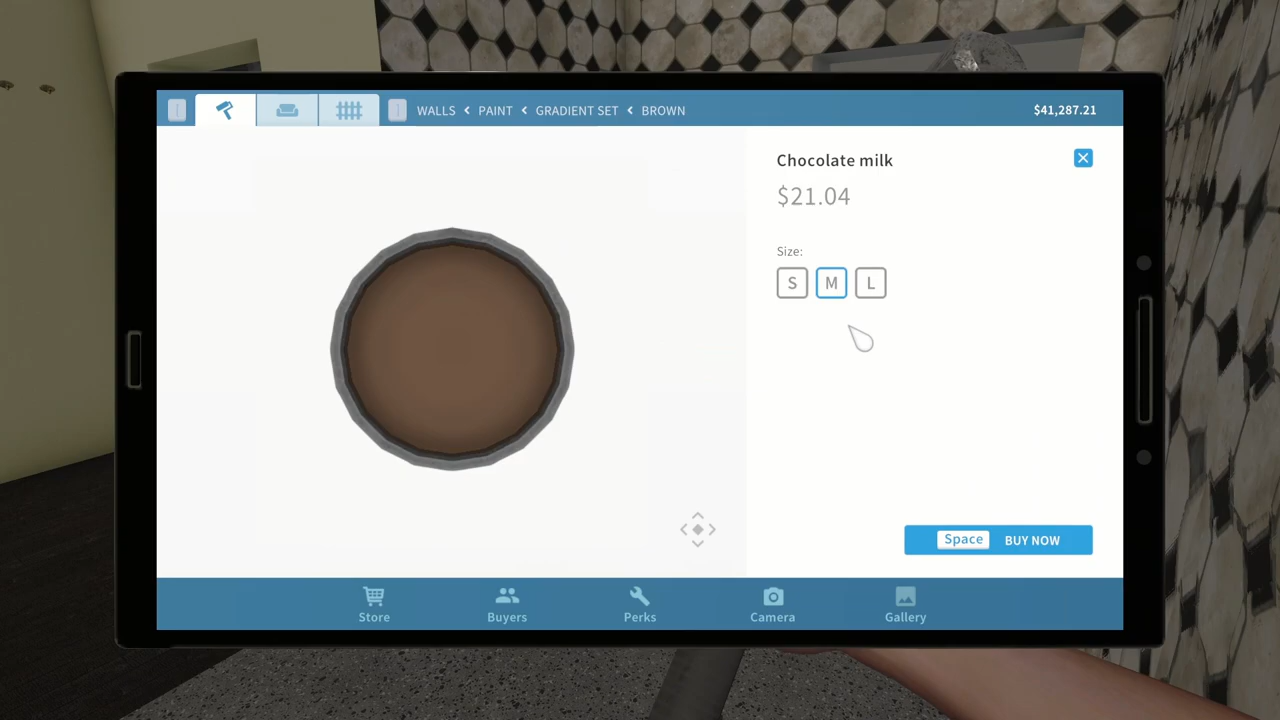 WALLS < PAINT < GRADIENT SET < BROWN
$41,287.21
Chocolate milk
$21.04
Size:
S M L
Space BUY NOW
Store Buyers Perks Camera Gallery